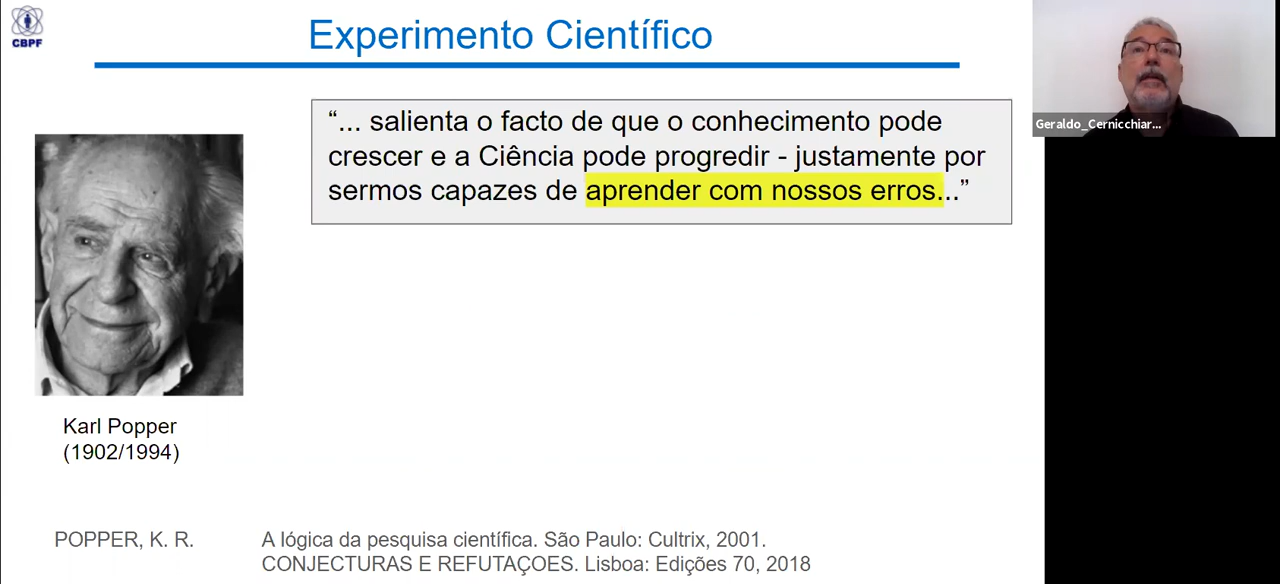 CBPF
Experimento Científico
“... salienta o facto de que o conhecimento pode
crescer e a Ciência pode progredir - justamente por
sermos capazes de aprender com nossos erros...”
Geraldo_Cernicchiar...
Karl Popper
(1902/1994)
POPPER, K. R. A lógica da pesquisa científica. São Paulo: Cultrix, 2001.
CONJECTURAS E REFUTAÇOES. Lisboa: Edições 70, 2018